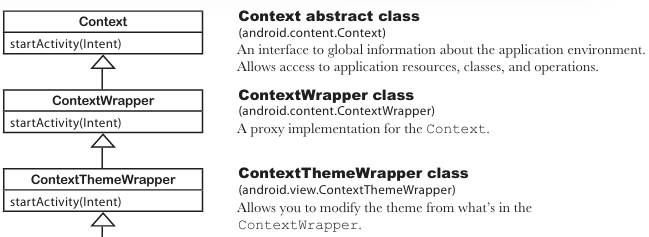 Context
startActivity(Intent)
Context abstract class
(android.content.Context)
An interface to global information about the application environment.
Allows access to application resources, classes, and operations.
ContextWrapper
startActivity(Intent)
ContextWrapper class
(android.content.ContextWrapper)
A proxy implementation for the Context.
ContextThemeWrapper
startActivity(Intent)
ContextThemeWrapper class
(android.view.ContextThemeWrapper)
Allows you to modify the theme from what's in the
ContextWrapper.